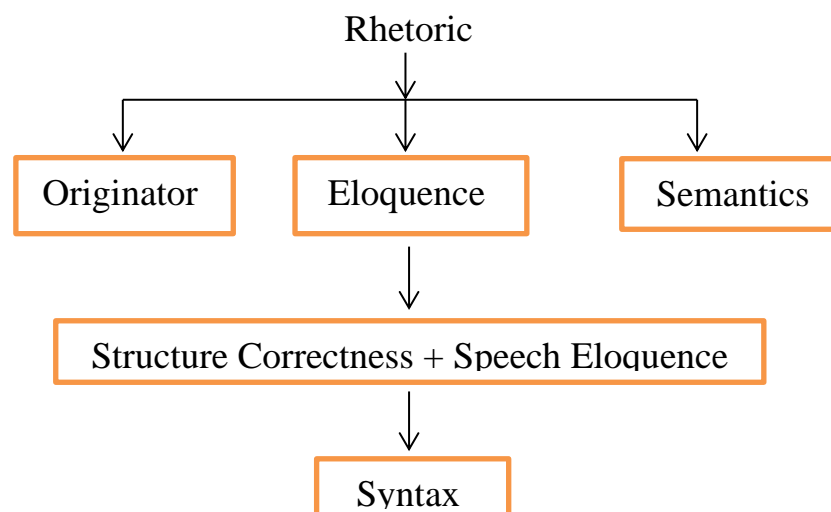 Rhetoric
Originator
Eloquence
Semantics
Structure Correctness + Speech Eloquence
Syntax